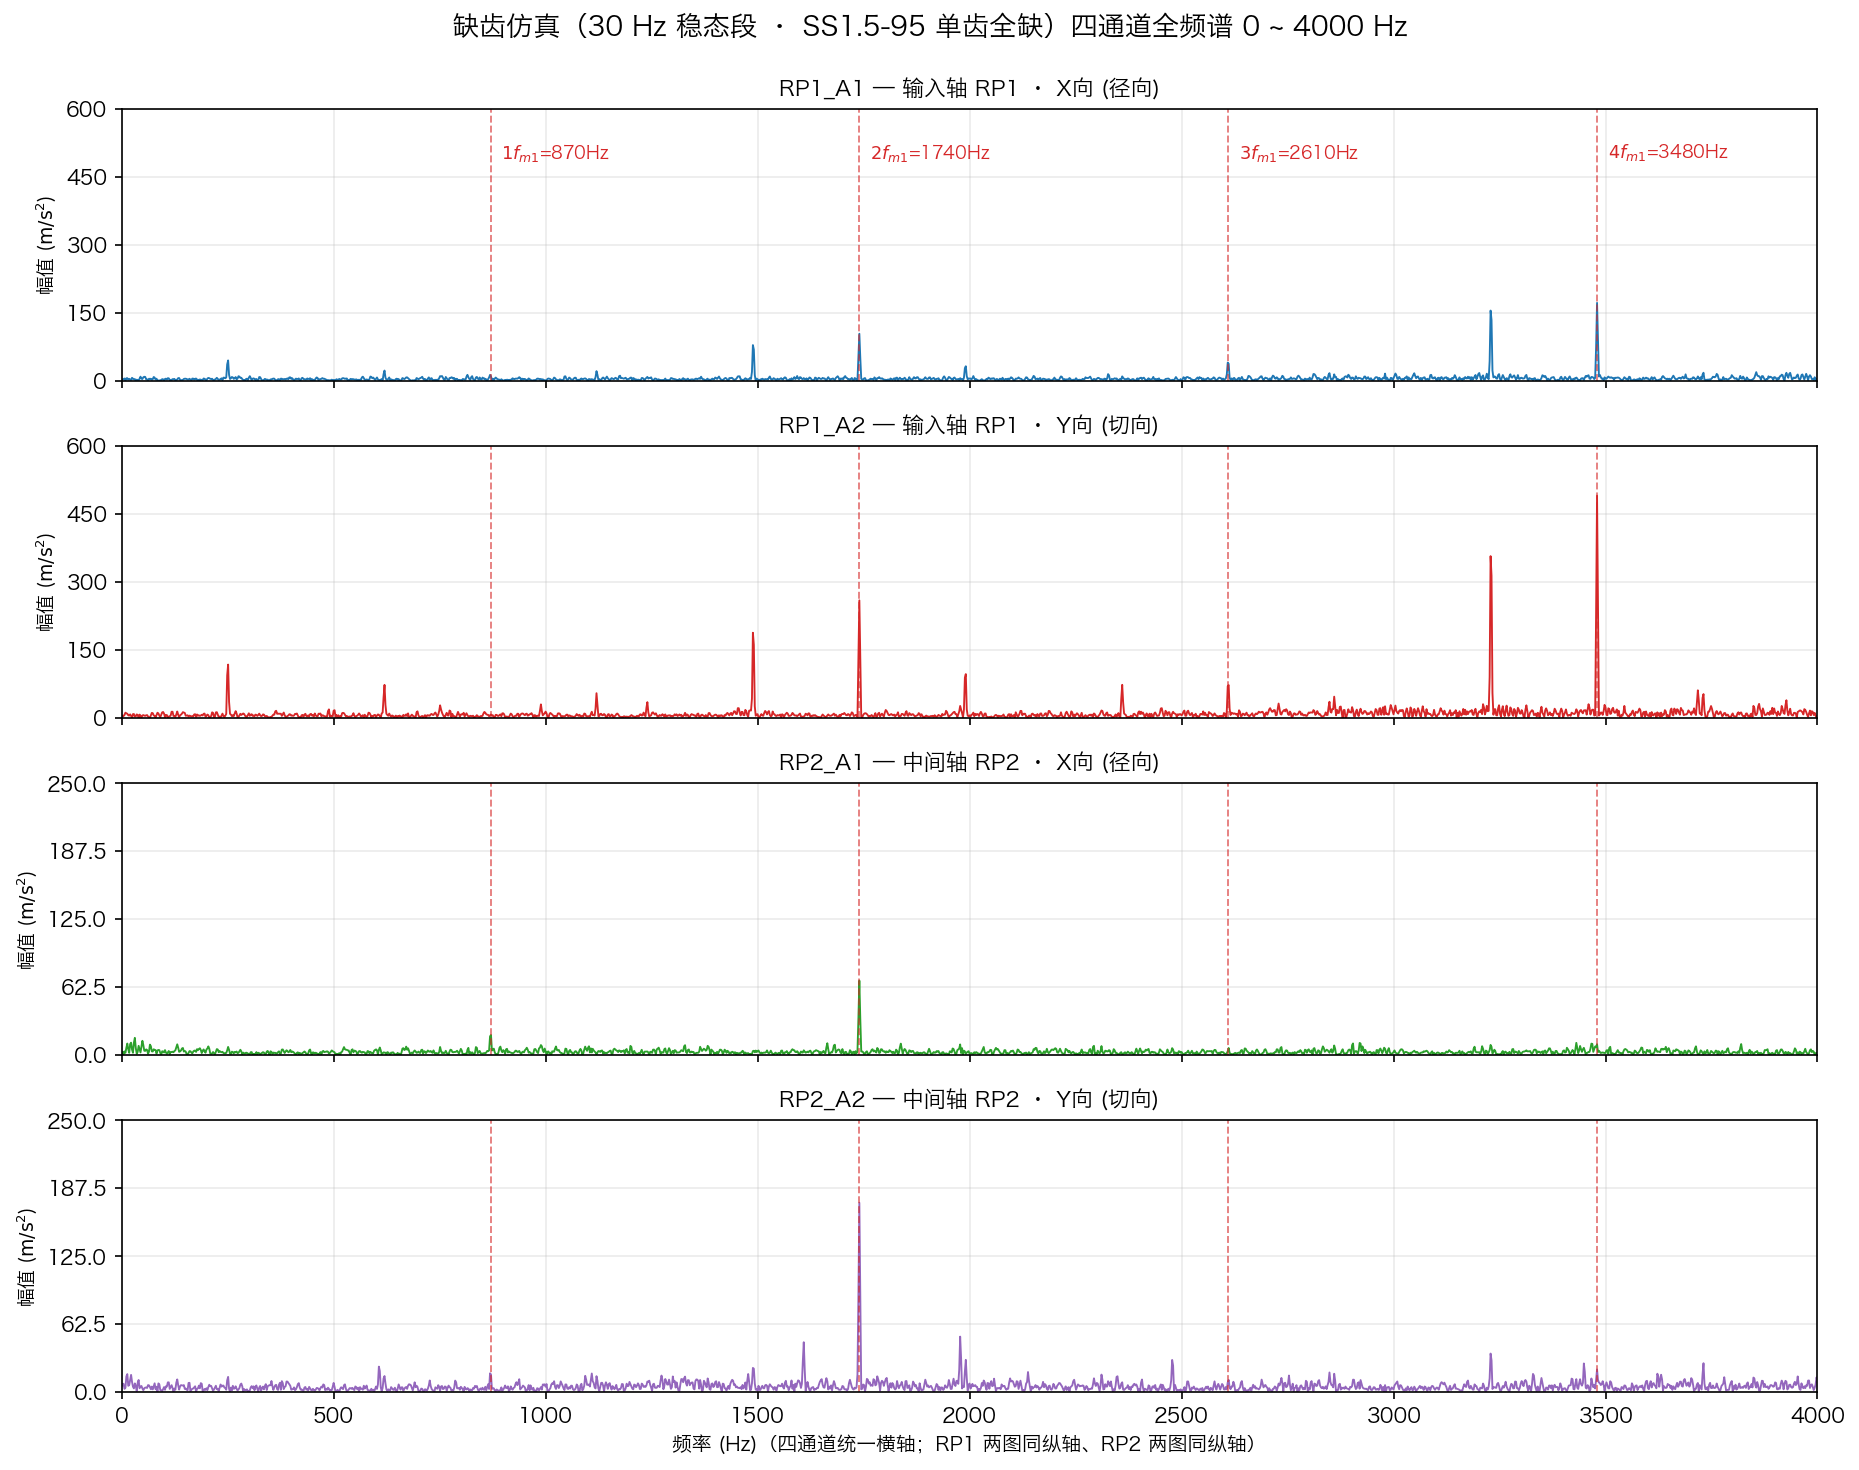 缺齿仿真（30 Hz 稳态段 · SS1.5-95 单齿全缺）四通道全频谱 0 ~ 4000 Hz
RP1_A1 — 输入轴 RP1 · X向 (径向)
600
450
300
150
0
幅值 (m/s²)
1fm1=870Hz
2fm1=1740Hz
3fm1=2610Hz
4fm1=3480Hz
RP1_A2 — 输入轴 RP1 · Y向 (切向)
600
450
300
150
0
幅值 (m/s²)
RP2_A1 — 中间轴 RP2 · X向 (径向)
250.0
187.5
125.0
62.5
0.0
幅值 (m/s²)
RP2_A2 — 中间轴 RP2 · Y向 (切向)
250.0
187.5
125.0
62.5
0.0
幅值 (m/s²)
0 500 1000 1500 2000 2500 3000 3500 4000
频率 (Hz)（四通道统一横轴；RP1 两图同纵轴、RP2 两图同纵轴）